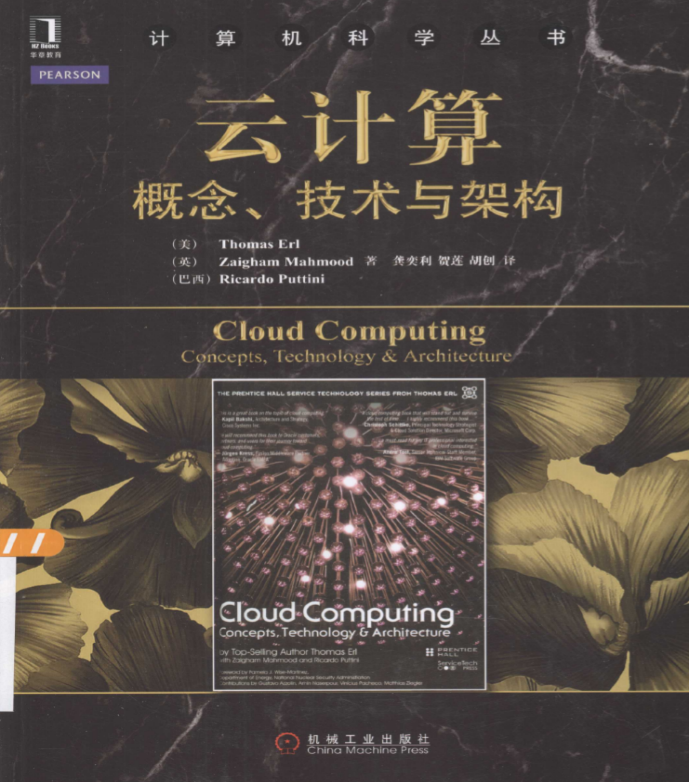 计算机科学丛书
HZ Books
华章教育
PEARSON
云计算
概念、技术与架构
（美） Thomas Erl
（英） Zaigham Mahmood 著 龚奕利 贺莲 胡创 译
（巴西）Ricardo Puttini
Cloud Computing
Concepts, Technology & Architecture
THE PRENTICE HALL SERVICE TECHNOLOGY SERIES FROM THOMAS ERL
Cloud Computing
Concepts, Technology & Architecture
by Top-Selling Author Thomas Erl
with Zaigham Mahmood and Ricardo Puttini
PRENTICE
HALL
ServiceTech
PRESS
机械工业出版社
China Machine Press